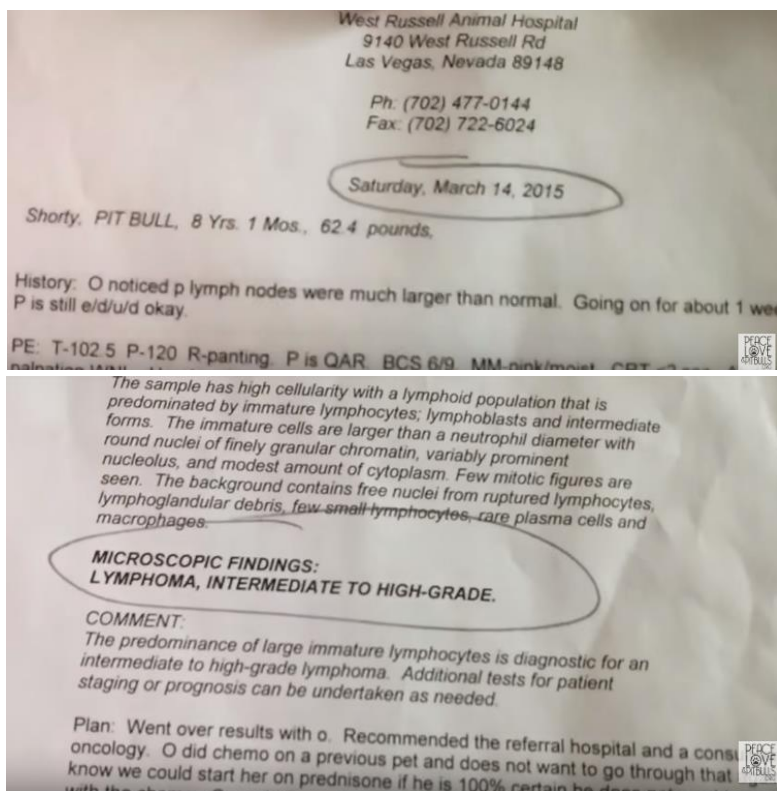 West Russell Animal Hospital
9140 West Russell Rd
Las Vegas, Nevada 89148
Ph: (702) 477-0144
Fax: (702) 722-6024
Saturday, March 14, 2015
Shorty, PIT BULL, 8 Yrs. 1 Mos., 62.4 pounds,
History: O noticed p lymph nodes were much larger than normal. Going on for about 1
P is still e/d/u/d okay.
PE: T-102.5 P-120 R-panting. P is QAR. BCS 6/9. MM-pink/moist. CRT
PEACE
LOVE
&PITBULLS
The sample has high cellularity with a lymphoid population that is
predominated by immature lymphocytes; lymphoblasts and intermediate
forms. The immature cells are larger than a neutrophil diameter with
round nuclei of finely granular chromatin, variably prominent
nucleolus, and modest amount of cytoplasm. Few mitotic figures are
seen. The background contains free nuclei from ruptured lymphocytes,
lymphoglandular debris, few small lymphocytes, rare plasma cells and
macrophages.
MICROSCOPIC FINDINGS:
LYMPHOMA, INTERMEDIATE TO HIGH-GRADE.
COMMENT:
The predominance of large immature lymphocytes is diagnostic for an
intermediate to high-grade lymphoma. Additional tests for patient
staging or prognosis can be undertaken as needed.
Plan: Went over results with o. Recommended the referral hospital and a
oncology. O did chemo on a previous pet and does not want to go through that
know we could start her on prednisone if he is 100% certain he does
PEACE
LOVE
&PITBULLS